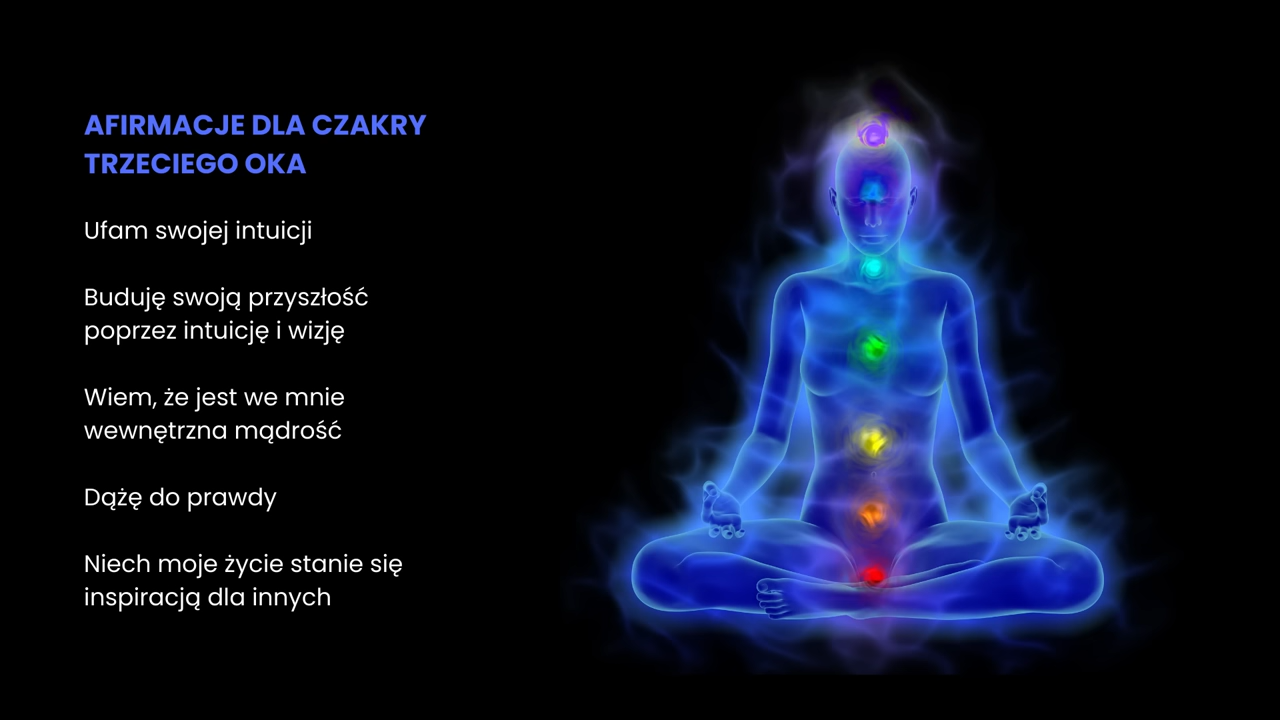 AFIRMACJE DLA CZAKRY
TRZECIEGO OKA
Ufam swojej intuicji
Buduję swoją przyszłość
poprzez intuicję i wizję
Wiem, że jest we mnie
wewnętrzna mądrość
Dążę do prawdy
Niech moje życie stanie się
inspiracją dla innych